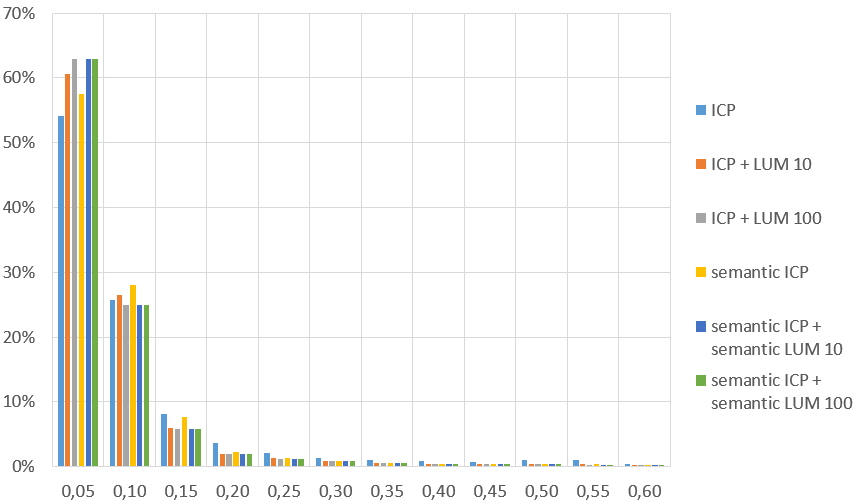 70%
60%
50%
40%
30%
20%
10%
0%
0,05 0,10 0,15 0,20 0,25 0,30 0,35 0,40 0,45 0,50 0,55 0,60
ICP
ICP + LUM 10
ICP + LUM 100
semantic ICP
semantic ICP +
semantic LUM 10
semantic ICP +
semantic LUM 100